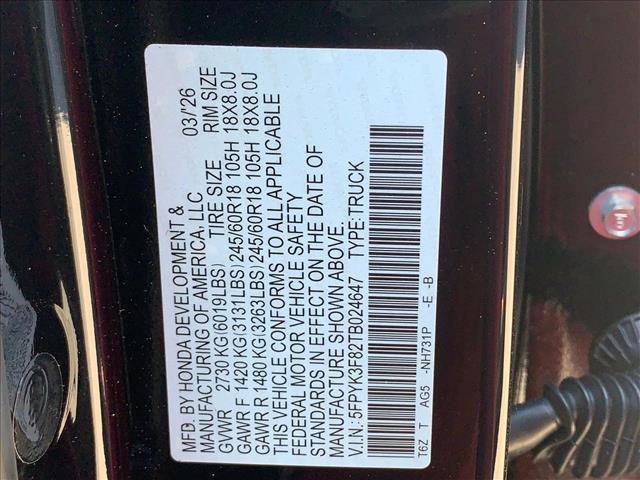 MFD. BY HONDA DEVELOPMENT & 03/'26
MANUFACTURING OF AMERICA, LLC
GVWR 2730 KG(6019LBS) TIRE SIZE RIM SIZE
GAWR F 1420 KG(3131LBS) 245/60R18 105H 18X8.0J
GAWR R 1480 KG(3263LBS) 245/60R18 105H 18X8.0J
THIS VEHICLE CONFORMS TO ALL APPLICABLE
FEDERAL MOTOR VEHICLE SAFETY
STANDARDS IN EFFECT ON THE DATE OF
MANUFACTURE SHOWN ABOVE.
V.I.N.: 5FPYK3F82TB024647 TYPE:TRUCK
T6Z T AG5 -NH731P -E -B